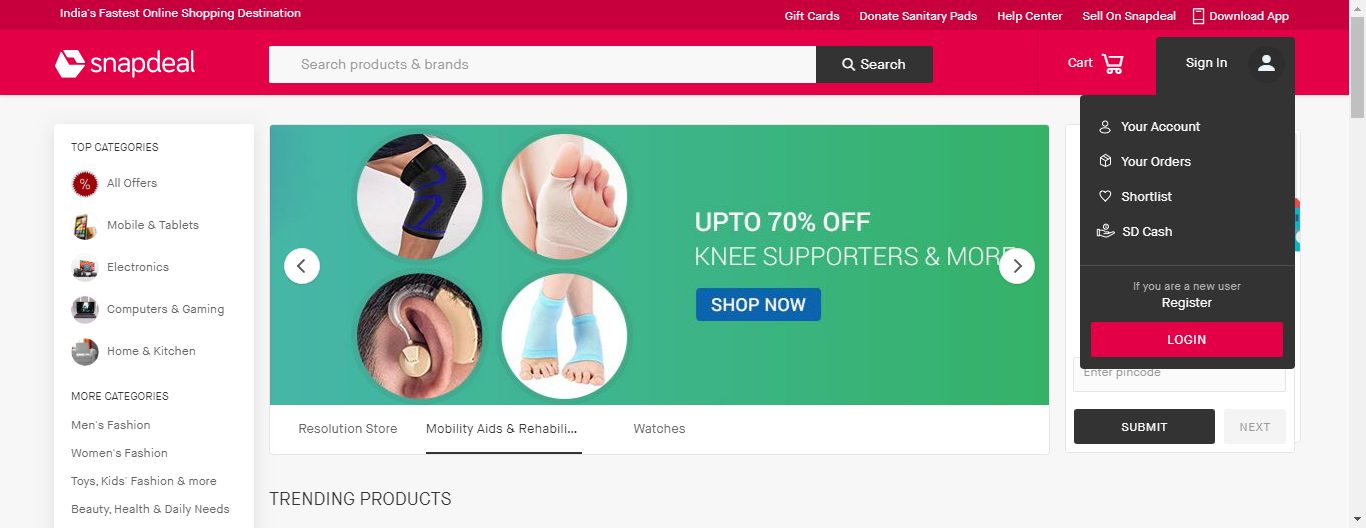 India's Fastest Online Shopping Destination
Gift Cards
Donate Sanitary Pads
Help Center
Sell On Snapdeal
Download App
snapdeal
Search products & brands
Search
Cart
Sign In
Your Account
Your Orders
Shortlist
SD Cash
If you are a new user
Register
LOGIN
TOP CATEGORIES
%
All Offers
Mobile & Tablets
Electronics
Computers & Gaming
Home & Kitchen
MORE CATEGORIES
Men's Fashion
Women's Fashion
Toys, Kids' Fashion & more
Beauty, Health & Daily Needs
UPTO 70% OFF
KNEE SUPPORTERS & MORE
SHOP NOW
Resolution Store
Mobility Aids & Rehabili...
Watches
Enter pincode
SUBMIT
NEXT
TRENDING PRODUCTS